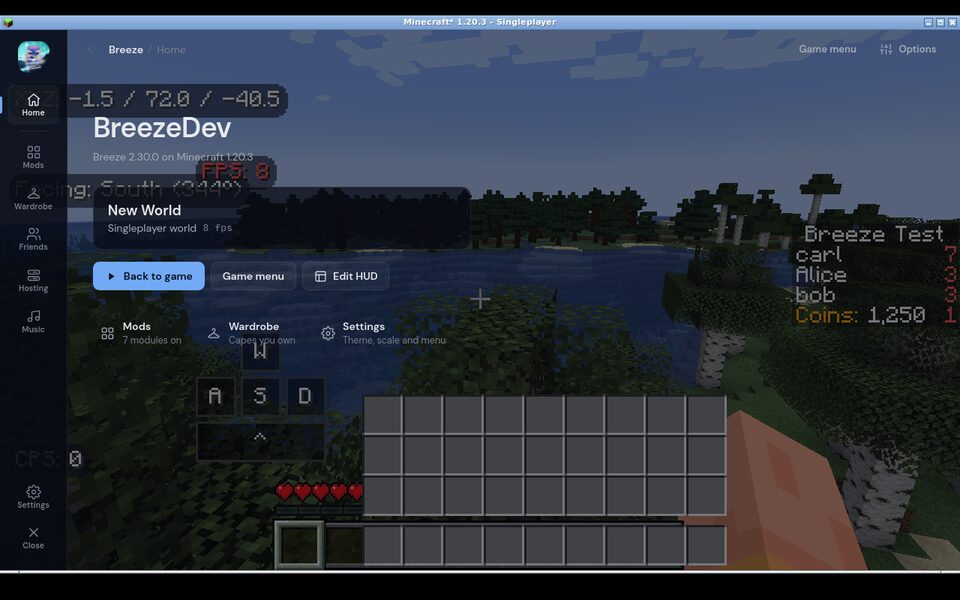 Minecraft* 1.20.3 - Singleplayer
Breeze / Home
Game menu
Options
-1.5 / 72.0 / -40.5
Home
BreezeDev
Breeze 2.30.0 on Minecraft 1.20.3
FPS: 8
Mods
Facing: South (344°)
Wardrobe
New World
Singleplayer world 8 fps
Friends
Breeze Test
carl 7
Alice 3
bob 3
Coins: 1,250 1
Back to game
Game menu
Edit HUD
Hosting
Music
Mods
7 modules on
Wardrobe
Capes you own
Settings
Theme, scale and menu
W
A
S
D
^
CPS: 0
Settings
Close